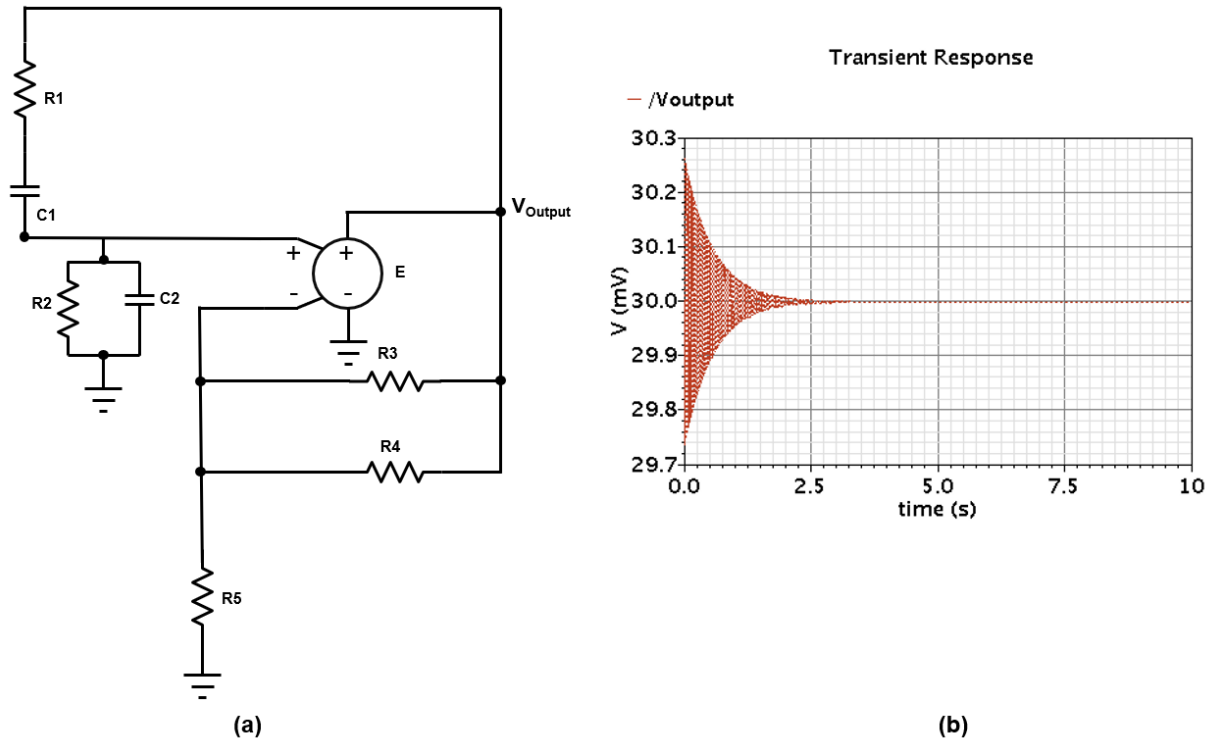 R1
C1
R2
C2
+
-
+
-
E
V_Output
R3
R4
R5
(a)
Transient Response
/Voutput
V (mV)
30.3
30.2
30.1
30.0
29.9
29.8
29.7
0.0 2.5 5.0 7.5 10
time (s)
(b)